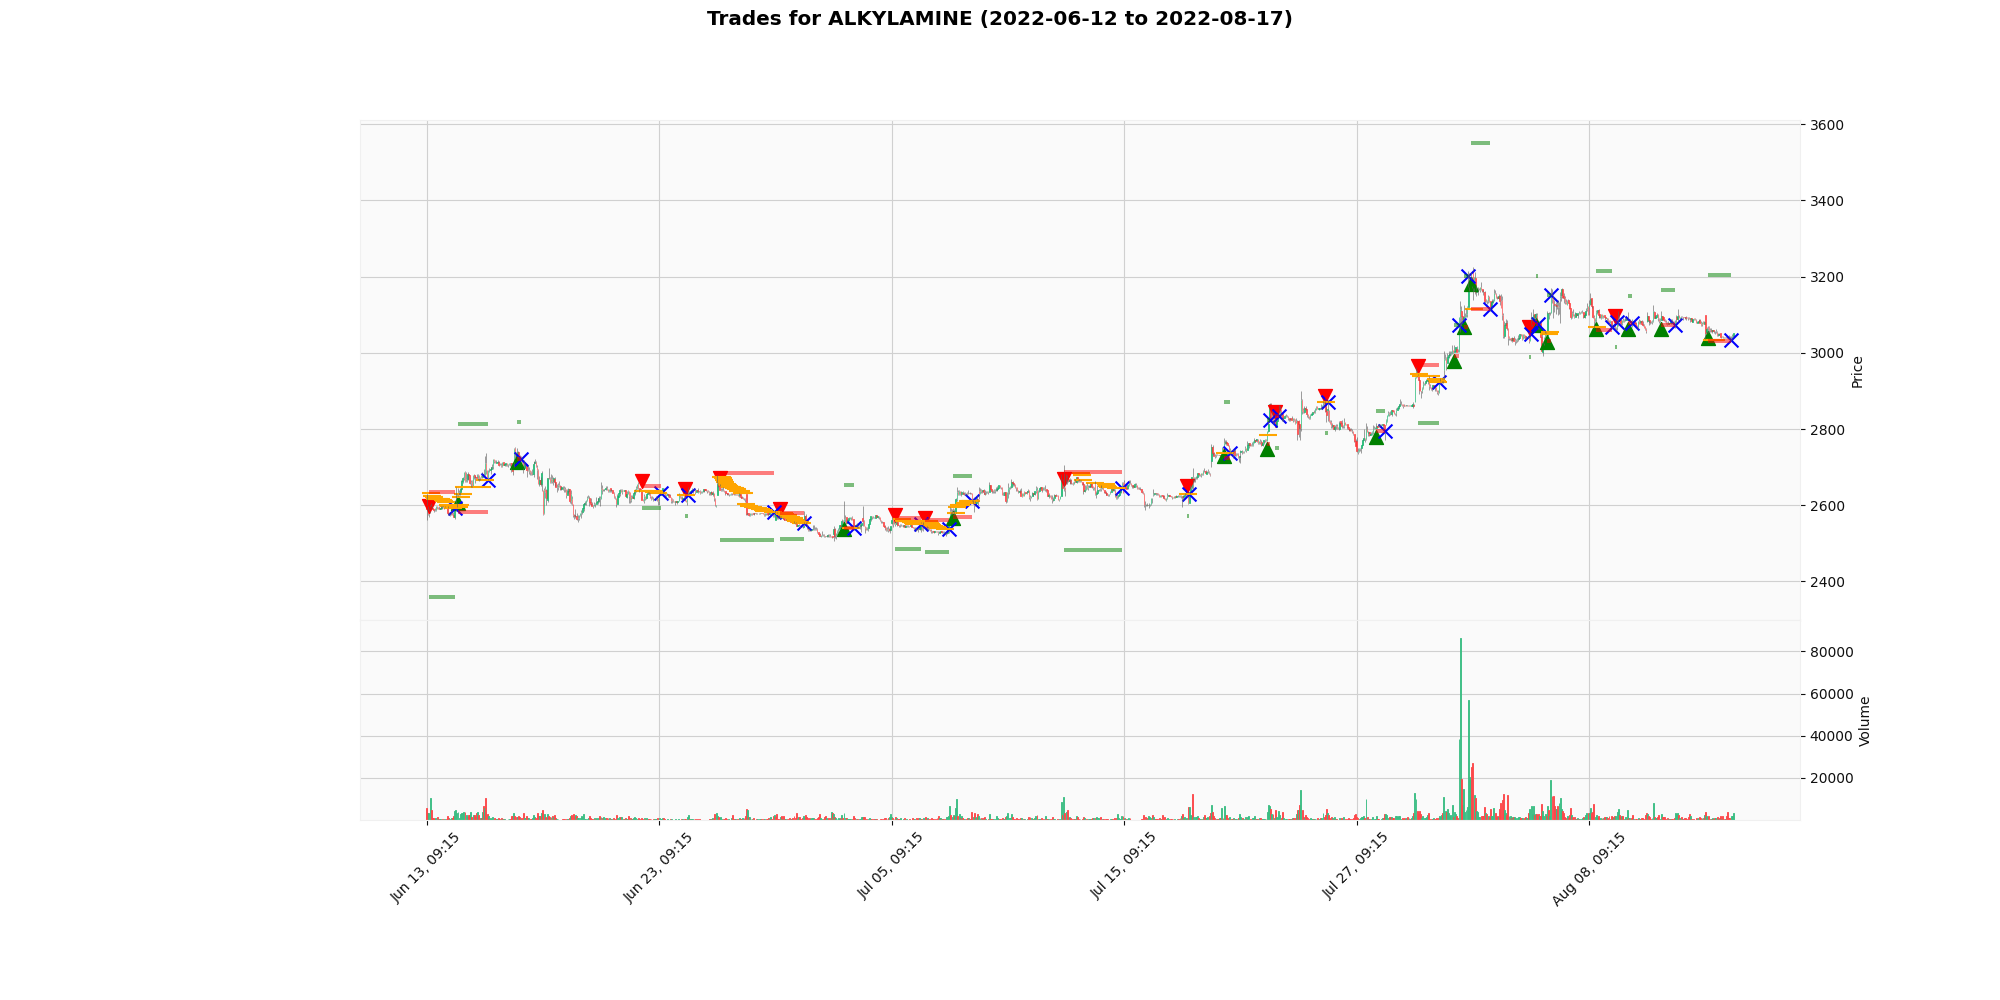 Trades for ALKYLAMINE (2022-06-12 to 2022-08-17)
3600
3400
3200
3000
2800
2600
2400
Price
80000
60000
40000
20000
Volume
Jun 13, 09:15
Jun 23, 09:15
Jul 05, 09:15
Jul 15, 09:15
Jul 27, 09:15
Aug 08, 09:15